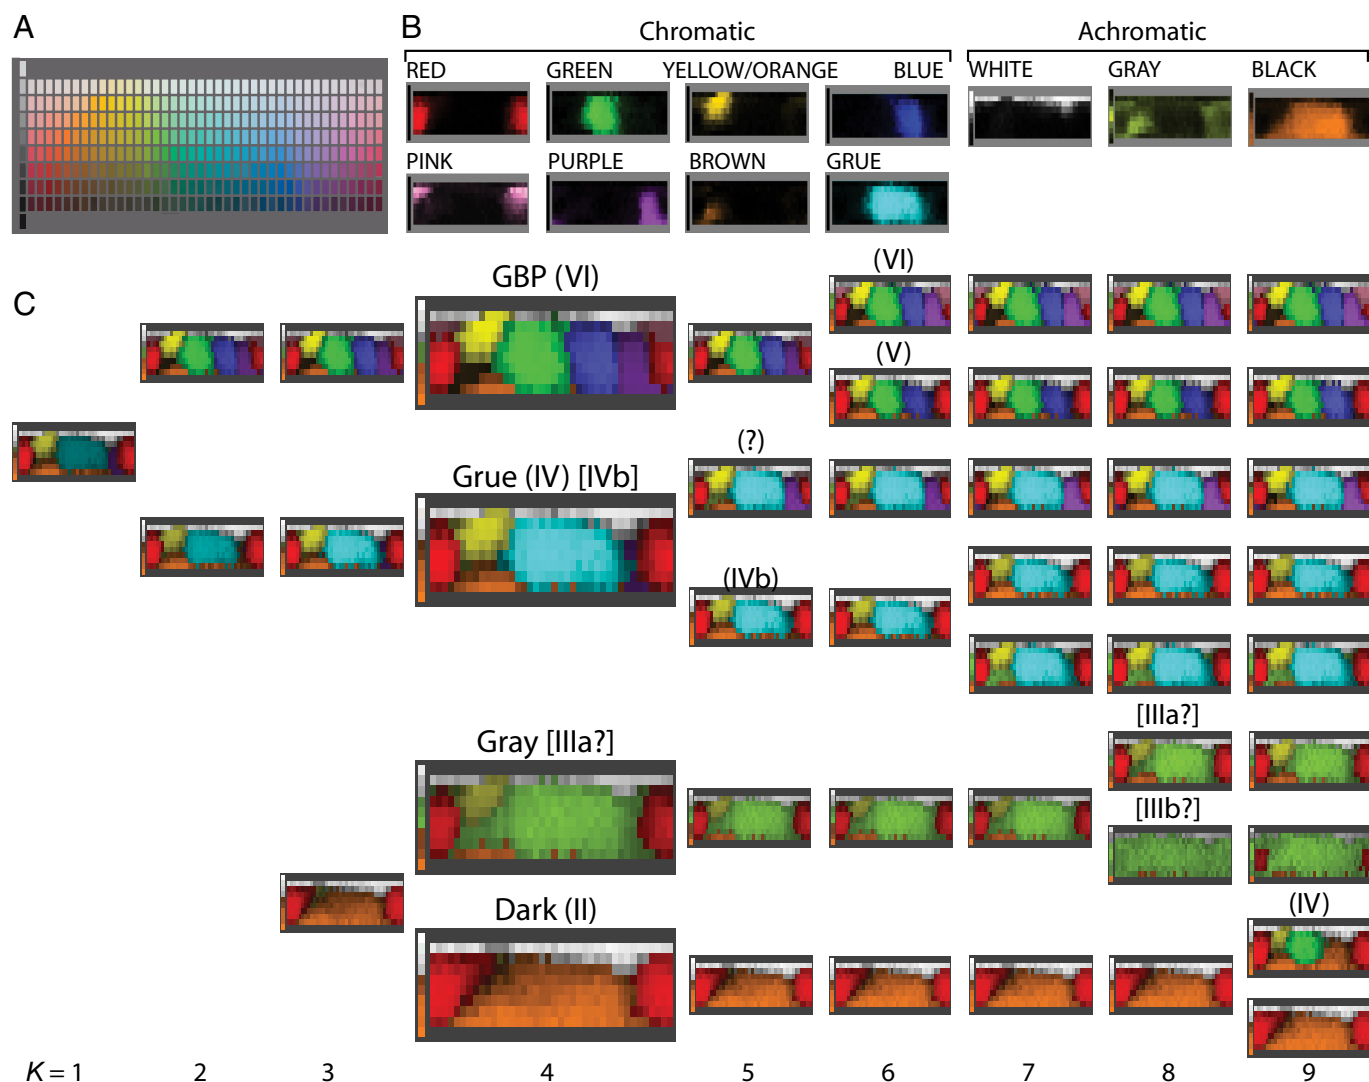 A
B
Chromatic
Achromatic
RED
GREEN
YELLOW/ORANGE
BLUE
WHITE
GRAY
BLACK
PINK
PURPLE
BROWN
GRUE
C
GBP (VI)
(VI)
(V)
(?)
Grue (IV) [IVb]
(IVb)
[IIIa?]
Gray [IIIa?]
[IIIb?]
Dark (II)
(IV)
K = 1
2
3
4
5
6
7
8
9